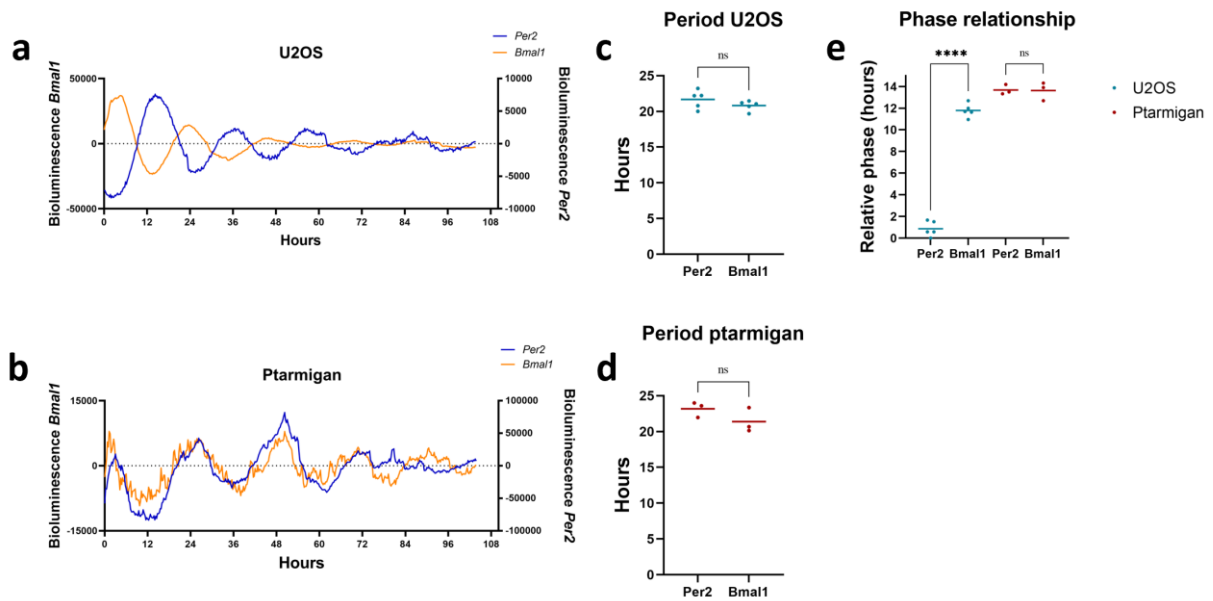 a
U2OS
Per2
Bmal1
Bioluminescence Bmal1
50000
0
-50000
10000
5000
0
-5000
-10000
Bioluminescence Per2
0 12 24 36 48 60 72 84 96 108
Hours
b
Ptarmigan
Per2
Bmal1
Bioluminescence Bmal1
15000
0
-15000
100000
50000
0
-50000
-100000
Bioluminescence Per2
0 12 24 36 48 60 72 84 96 108
Hours
Period U2OS
c
ns
Hours
25
20
15
10
5
0
Per2 Bmal1
Period ptarmigan
d
ns
Hours
25
20
15
10
5
0
Per2 Bmal1
Phase relationship
e
**** ns
Relative phase (hours)
14
12
10
8
6
4
2
0
Per2 Bmal1 Per2 Bmal1
U2OS
Ptarmigan